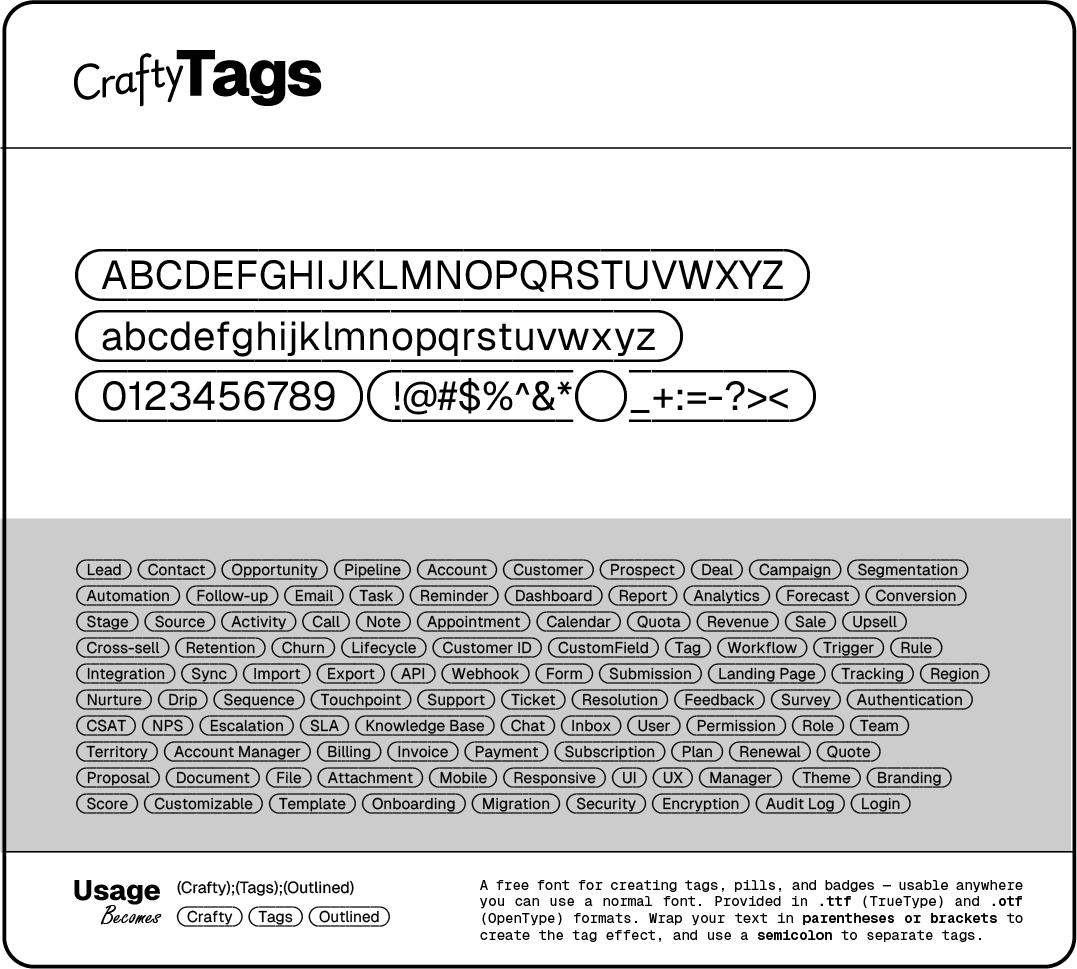 CraftyTags
ABCDEFGHIJKLMNOPQRSTUVWXYZ
abcdefghijklmnopqrstuvwxyz
0123456789 !@#$%^&* _+:=-?><
Lead Contact Opportunity Pipeline Account Customer Prospect Deal Campaign Segmentation
Automation Follow-up Email Task Reminder Dashboard Report Analytics Forecast Conversion
Stage Source Activity Call Note Appointment Calendar Quota Revenue Sale Upsell
Cross-sell Retention Churn Lifecycle Customer ID CustomField Tag Workflow Trigger Rule
Integration Sync Import Export API Webhook Form Submission Landing Page Tracking Region
Nurture Drip Sequence Touchpoint Support Ticket Resolution Feedback Survey Authentication
CSAT NPS Escalation SLA Knowledge Base Chat Inbox User Permission Role Team
Territory Account Manager Billing Invoice Payment Subscription Plan Renewal Quote
Proposal Document File Attachment Mobile Responsive UI UX Manager Theme Branding
Score Customizable Template Onboarding Migration Security Encryption Audit Log Login
Usage (Crafty);(Tags);(Outlined)
Becomes Crafty Tags Outlined
A free font for creating tags, pills, and badges — usable anywhere
you can use a normal font. Provided in .ttf (TrueType) and .otf
(OpenType) formats. Wrap your text in parentheses or brackets to
create the tag effect, and use a semicolon to separate tags.